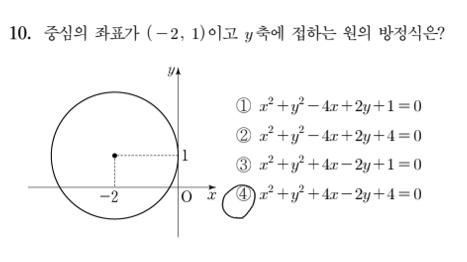 10. 중심의 좌표가 (−2, 1)이고 y축에 접하는 원의 방정식은?
y
① x²+y²−4x+2y+1=0
② x²+y²−4x+2y+4=0
1
③ x²+y²+4x−2y+1=0
−2 O x
④ x²+y²+4x−2y+4=0